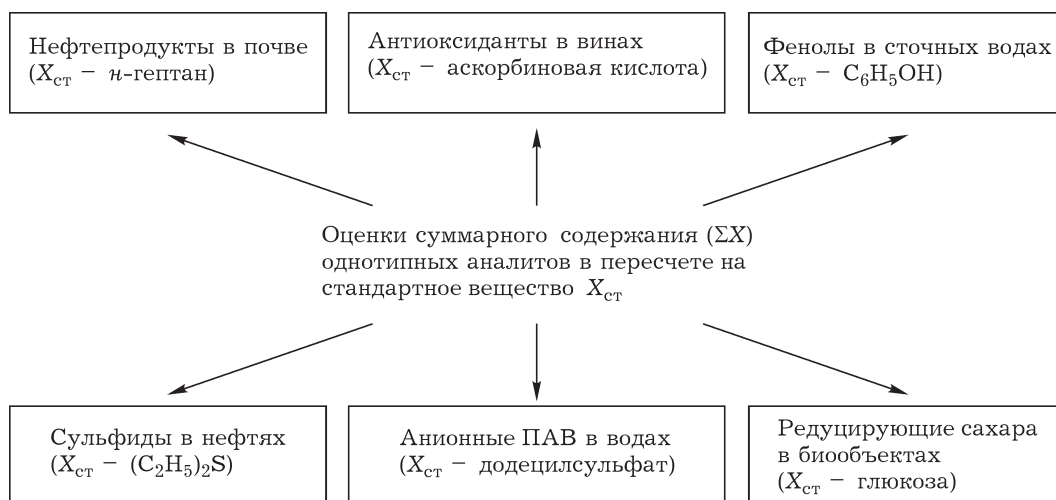 Нефтепродукты в почве
(Xст – н-гептан)
Антиоксиданты в винах
(Xст – аскорбиновая кислота)
Фенолы в сточных водах
(Xст – C6H5OH)
Оценки суммарного содержания (ΣX)
однотипных аналитов в пересчете на
стандартное вещество Xст
Сульфиды в нефтях
(Xст – (C2H5)2S)
Анионные ПАВ в водах
(Xст – додецилсульфат)
Редуцирующие сахара
в биообъектах
(Xст – глюкоза)